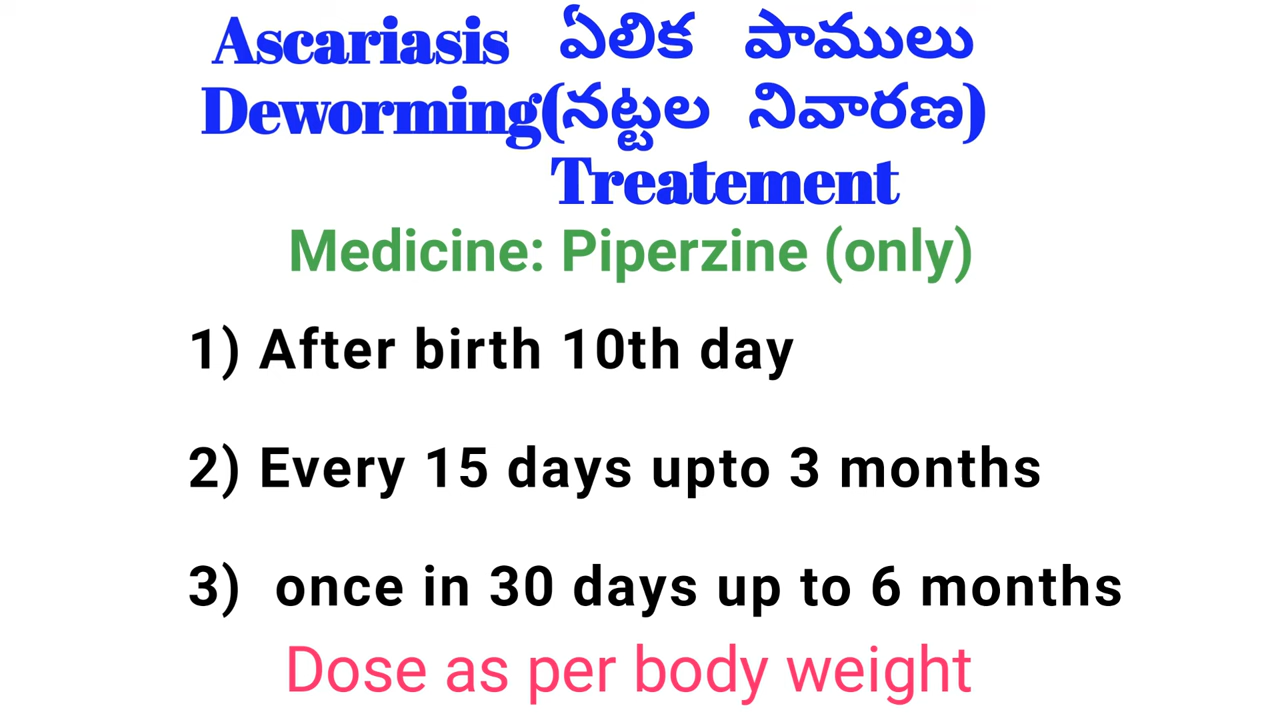 Ascariasis ఏలిక పాములు
Deworming(నట్టల నివారణ)
Treatement
Medicine: Piperzine (only)
1) After birth 10th day
2) Every 15 days upto 3 months
3) once in 30 days up to 6 months
Dose as per body weight